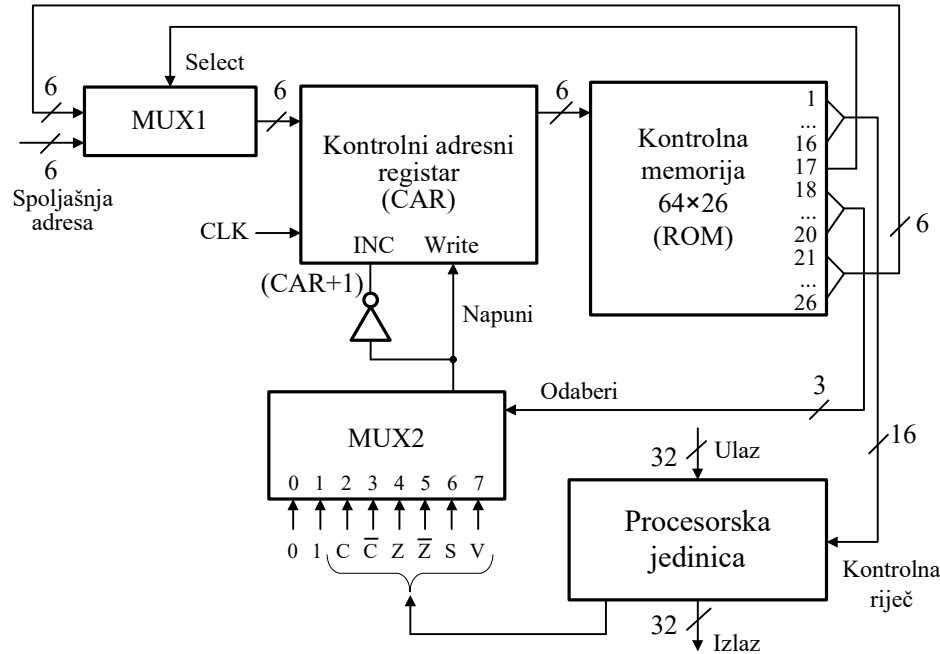 Select
6
MUX1
6
Spoljašnja
adresa
6
Kontrolni adresni
registar
(CAR)
CLK
INC
Write
(CAR+1)
Napuni
6
Kontrolna
memorija
64×26
(ROM)
1
...
16
17
18
...
20
21
...
26
6
Odaberi
3
16
MUX2
0 1 2 3 4 5 6 7
0 1 C C̅ Z Z̅ S V
32
Ulaz
Procesorska
jedinica
Kontrolna
riječ
32
Izlaz